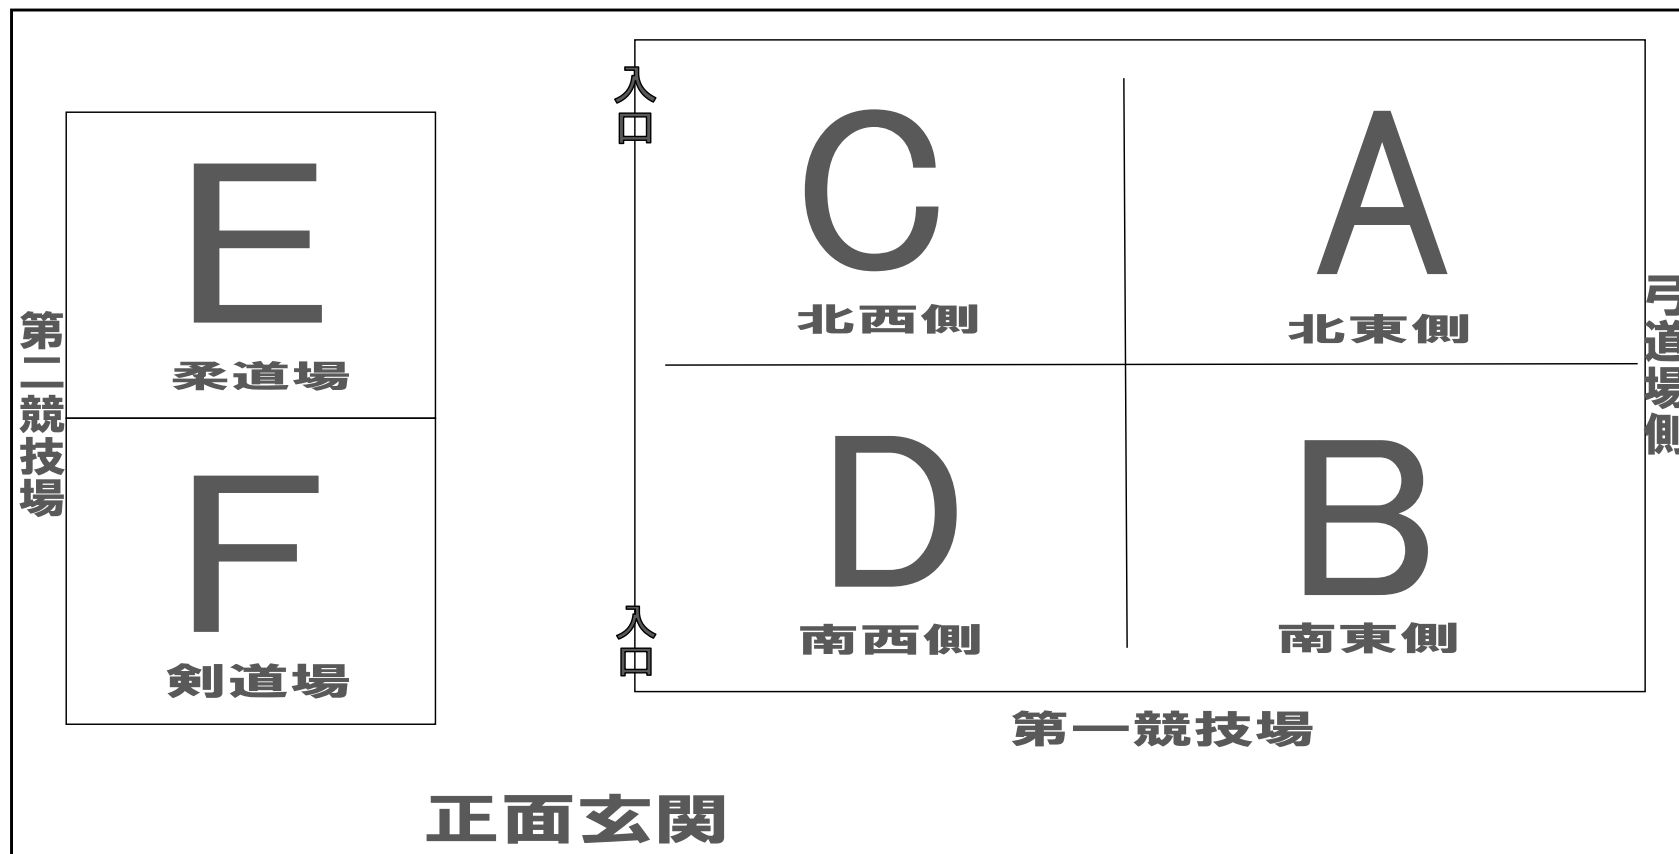 第二競技場
E
柔道場
F
剣道場
入口
入口
C
北西側
A
北東側
D
南西側
B
南東側
弓道場側
第一競技場
正面玄関